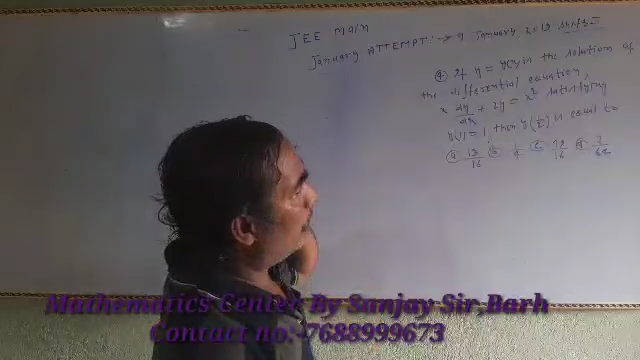 JEE Main
January ATTEMPT:→ 9 January 2019 Shift-I
Q If y = y(x) is the solution of
the differential equation,
x dy/dx + 2y = x² satisfying
y(1) = 1, then y(1/2) is equal to
1/4
Mathematics Center By Sanjay Sir,Barh
Contact no:-7688999673